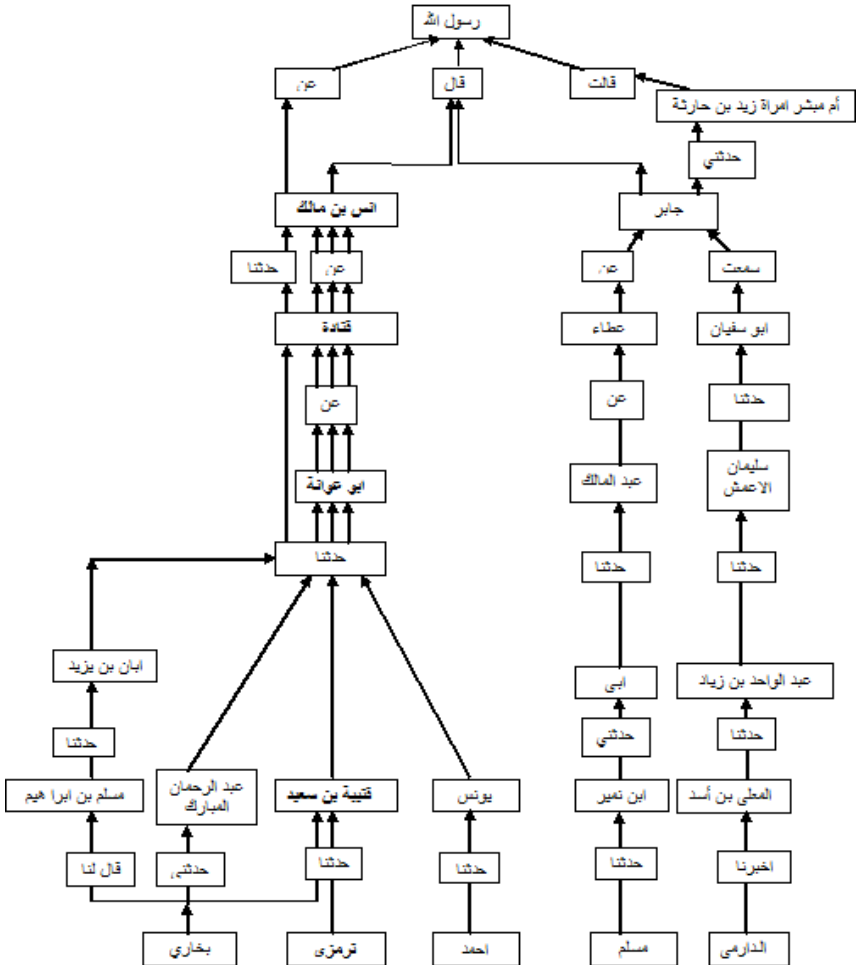 رسول الله
عن
قال
قالت
أم مبشر امراة زيد بن حارثة
حدثني
انس بن مالك
جابر
حدثنا
عن
عن
سمعت
قتادة
عطاء
ابو سفيان
عن
عن
حدثنا
ابو عوانة
عبد المالك
سليمان
الاعمش
حدثنا
حدثنا
حدثنا
ابان بن يزيد
ابى
عبد الواحد بن زياد
حدثنا
حدثني
حدثنا
مسلم بن ابرا هيم
عبد الرحمان
المبارك
قتيبة بن سعيد
يونس
ابن نمير
المعلى بن أسد
قال لنا
حدثنى
حدثنا
حدثنا
حدثنا
اخبرنا
بخاري
ترمزى
احمد
مسلم
الدارمى